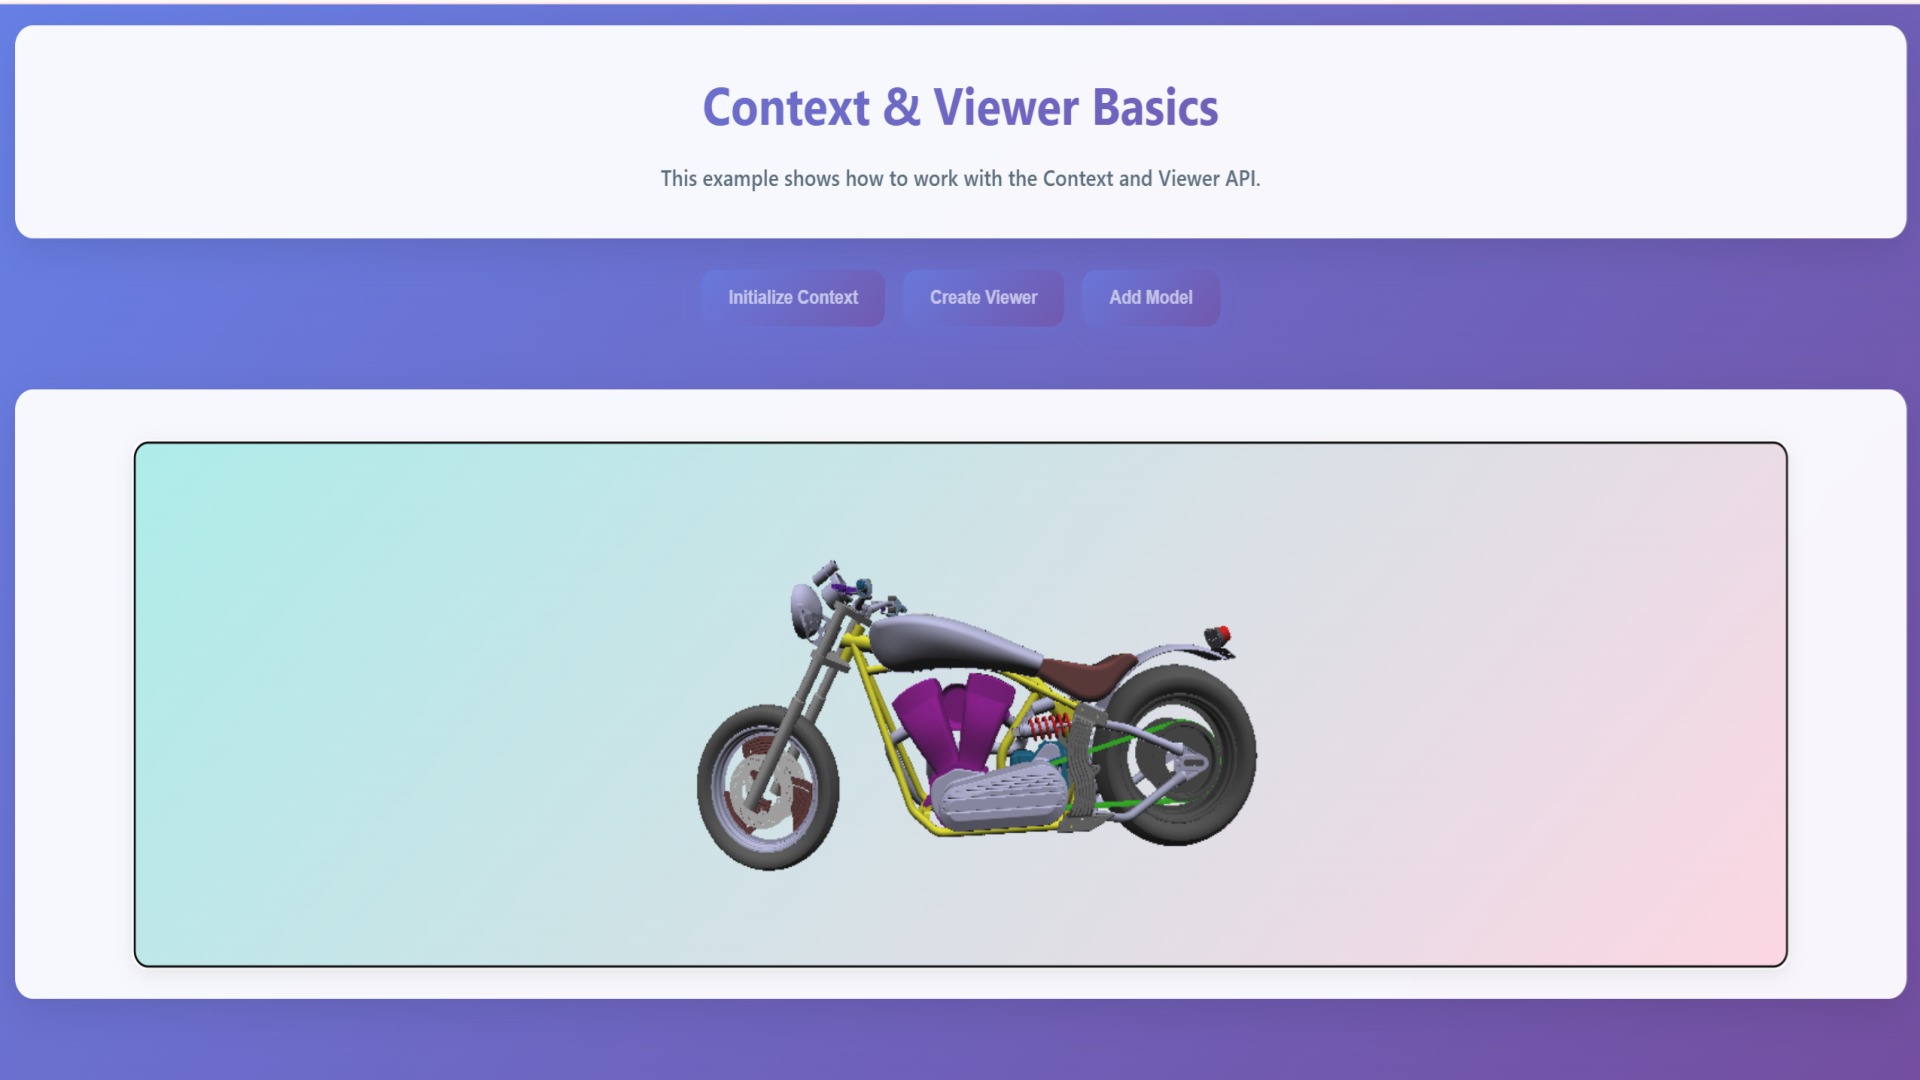 Context & Viewer Basics
This example shows how to work with the Context and Viewer API.
Initialize Context
Create Viewer
Add Model